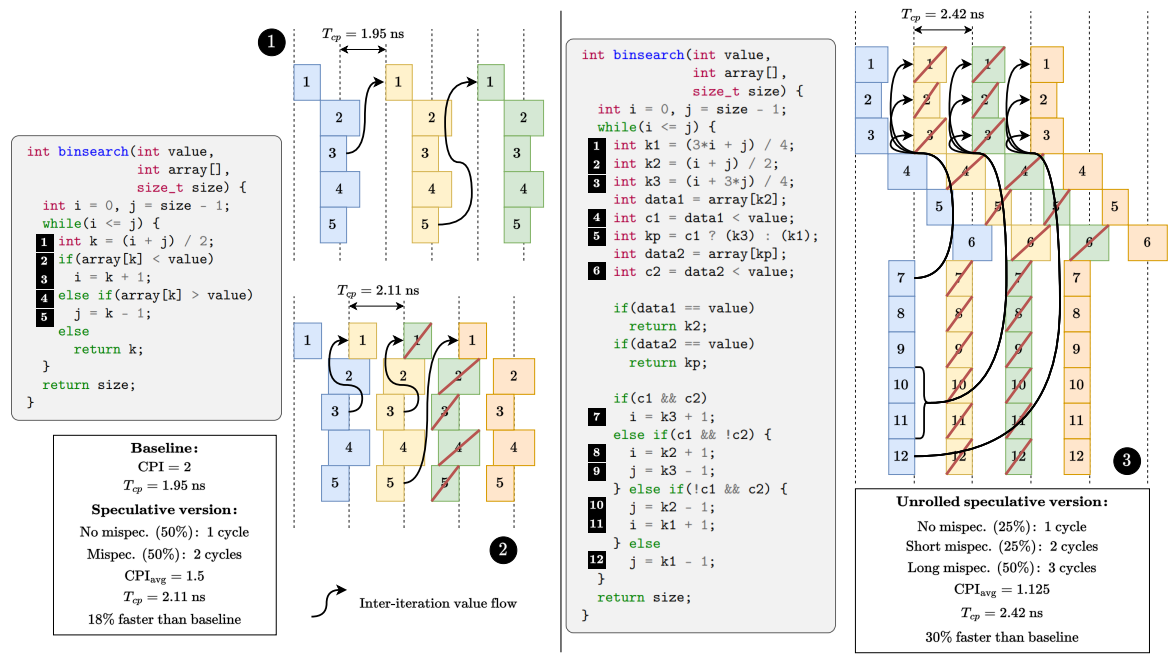 1
T_cp = 1.95 ns
1 1 1
2 2 2
3 3 3
4 4 4
5 5 5
int binsearch(int value,
int array[],
size_t size) {
int i = 0, j = size - 1;
while(i <= j) {
1 int k = (i + j) / 2;
2 if(array[k] < value)
3 i = k + 1;
4 else if(array[k] > value)
5 j = k - 1;
else
return k;
}
return size;
}
T_cp = 2.11 ns
1 1 1 1
2 2 2 2
3 3 3 3
4 4 4 4
5 5 5 5
2
Inter-iteration value flow
Baseline:
CPI = 2
T_cp = 1.95 ns
Speculative version:
No mispec. (50%): 1 cycle
Mispec. (50%): 2 cycles
CPI_avg = 1.5
T_cp = 2.11 ns
18% faster than baseline
int binsearch(int value,
int array[],
size_t size) {
int i = 0, j = size - 1;
while(i <= j) {
1 int k1 = (3*i + j) / 4;
2 int k2 = (i + j) / 2;
3 int k3 = (i + 3*j) / 4;
int data1 = array[k2];
4 int c1 = data1 < value;
5 int kp = c1 ? (k3) : (k1);
int data2 = array[kp];
6 int c2 = data2 < value;
if(data1 == value)
return k2;
if(data2 == value)
return kp;
if(c1 && c2)
7 i = k3 + 1;
else if(c1 && !c2) {
8 i = k2 + 1;
9 j = k3 - 1;
} else if(!c1 && c2) {
10 j = k2 - 1;
11 i = k1 + 1;
} else
12 j = k1 - 1;
}
return size;
}
T_cp = 2.42 ns
1 1 1 1
2 2 2 2
3 3 3 3
4 4 4 4
5 5 5 5
6 6 6 6
7 7 7 7
8 8 8 8
9 9 9 9
10 10 10 10
11 11 11 11
12 12 12 12
3
Unrolled speculative version:
No mispec. (25%): 1 cycle
Short mispec. (25%): 2 cycles
Long mispec. (50%): 3 cycles
CPI_avg = 1.125
T_cp = 2.42 ns
30% faster than baseline